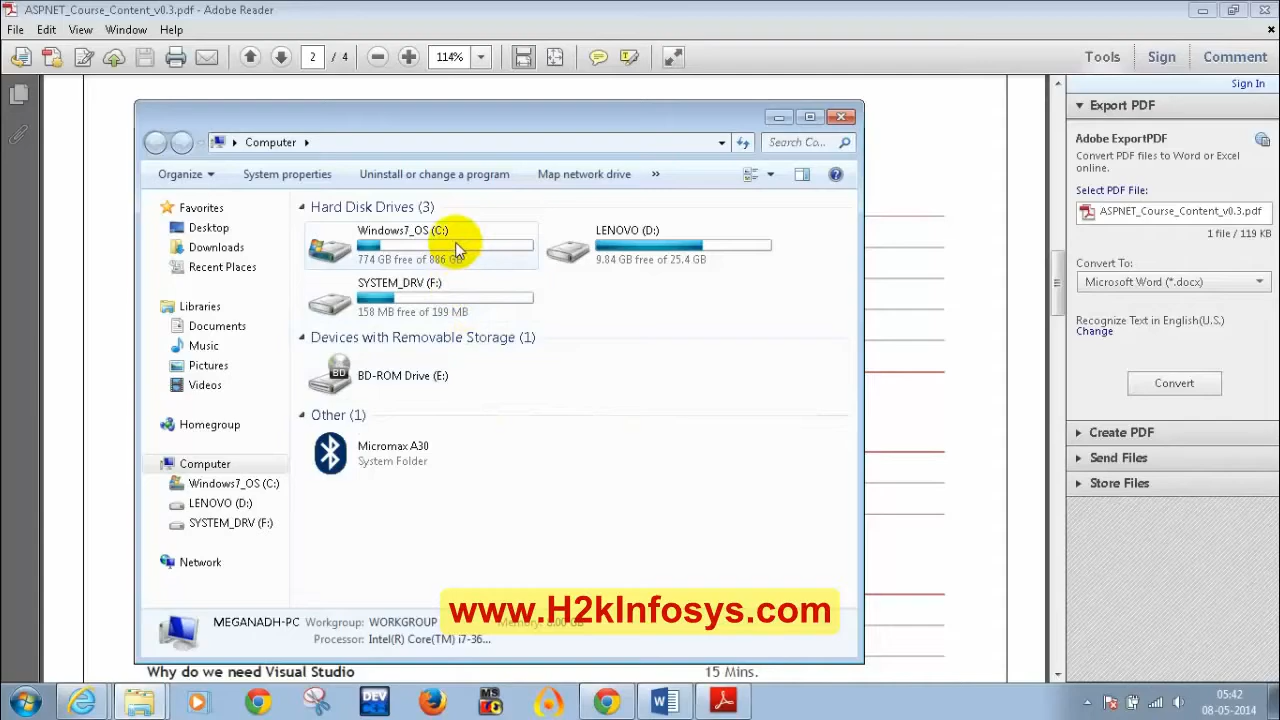 ASPNET_Course_Content_v0.3.pdf - Adobe Reader
File Edit View Window Help
2 / 4 114% Tools Sign Comment
Sign In
Export PDF
Adobe ExportPDF
Convert PDF files to Word or Excel
online.
Select PDF File:
ASPNET_Course_Content_v0.3.pdf
1 file / 119 KB
Convert To:
Microsoft Word (*.docx)
Recognize Text in English(U.S.)
Change
Convert
Create PDF
Send Files
Store Files
Computer
Search Co...
Organize System properties Uninstall or change a program Map network drive »
Favorites
Desktop
Downloads
Recent Places
Libraries
Documents
Music
Pictures
Videos
Homegroup
Computer
Windows7_OS (C:)
LENOVO (D:)
SYSTEM_DRV (F:)
Network
Hard Disk Drives (3)
Windows7_OS (C:)
774 GB free of 886 GB
LENOVO (D:)
9.84 GB free of 25.4 GB
SYSTEM_DRV (F:)
158 MB free of 199 MB
Devices with Removable Storage (1)
BD
BD-ROM Drive (E:)
Other (1)
Micromax A30
System Folder
www.H2kInfosys.com
MEGANADH-PC Workgroup: WORKGROUP Memory: 8.00 GB
Processor: Intel(R) Core(TM) i7-36...
Why do we need Visual Studio 15 Mins.
DEV
MS
05:42
08-05-2014